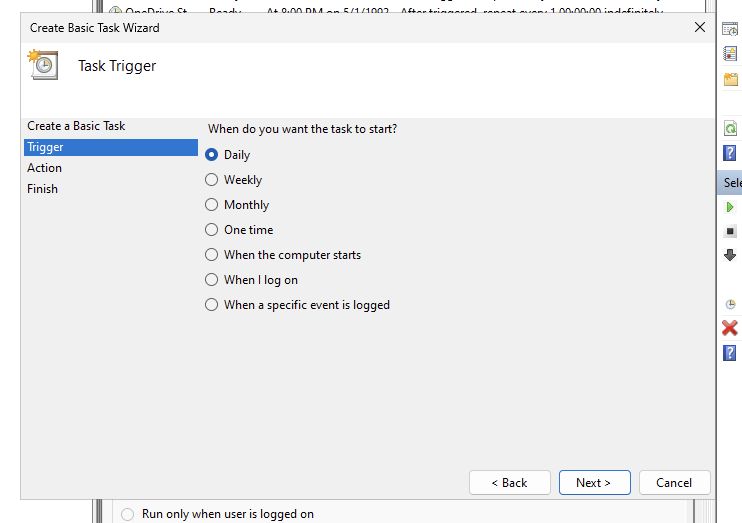 OneDrive St... Ready At 8:00 PM on 5/1/1992 - After triggered, repeat every 1.00:00:00 indefinitely.
Create Basic Task Wizard
Task Trigger
Create a Basic Task
When do you want the task to start?
Trigger
Daily
Action
Weekly
Finish
Monthly
One time
When the computer starts
When I log on
When a specific event is logged
Sele
< Back Next > Cancel
Run only when user is logged on